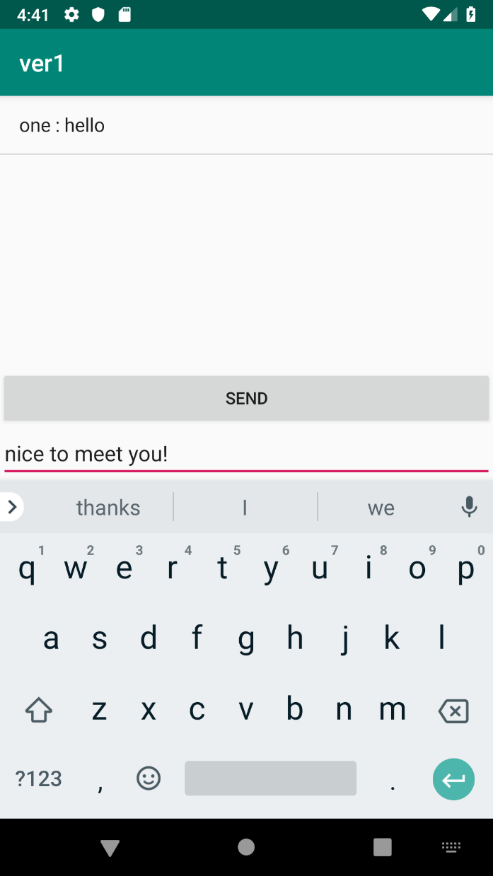 4:41
ver1
one : hello
SEND
nice to meet you!
thanks I we
1 2 3 4 5 6 7 8 9 0
q w e r t y u i o p
a s d f g h j k l
z x c v b n m
?123 , .